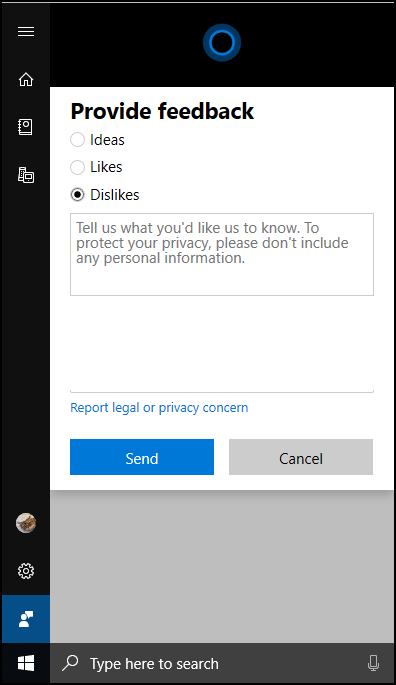 Provide feedback
Ideas
Likes
Dislikes
Tell us what you'd like us to know. To
protect your privacy, please don't include
any personal information.
Report legal or privacy concern
Send
Cancel
Type here to search